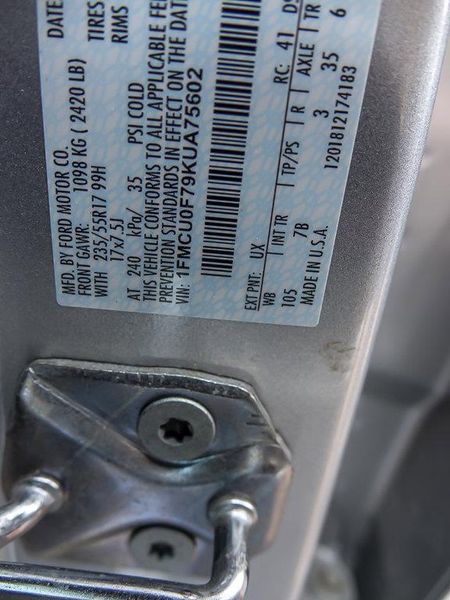 MFD. BY FORD MOTOR CO.
DATE
FRONT GAWR: 1098 KG ( 2420 LB)
WITH 235/55R17 99H TIRES
17x7.5J RIMS
AT 240 kPa/ 35 PSI COLD
THIS VEHICLE CONFORMS TO ALL APPLICABLE FE
PREVENTION STANDARDS IN EFFECT ON THE DATE
VIN: 1FMCU0F79KUA75602
EXT PNT: UX RC: 41 DS
WB INT TR TP/PS R AXLE TR
105 7B 3 35 6
MADE IN U.S.A. 1201812174183